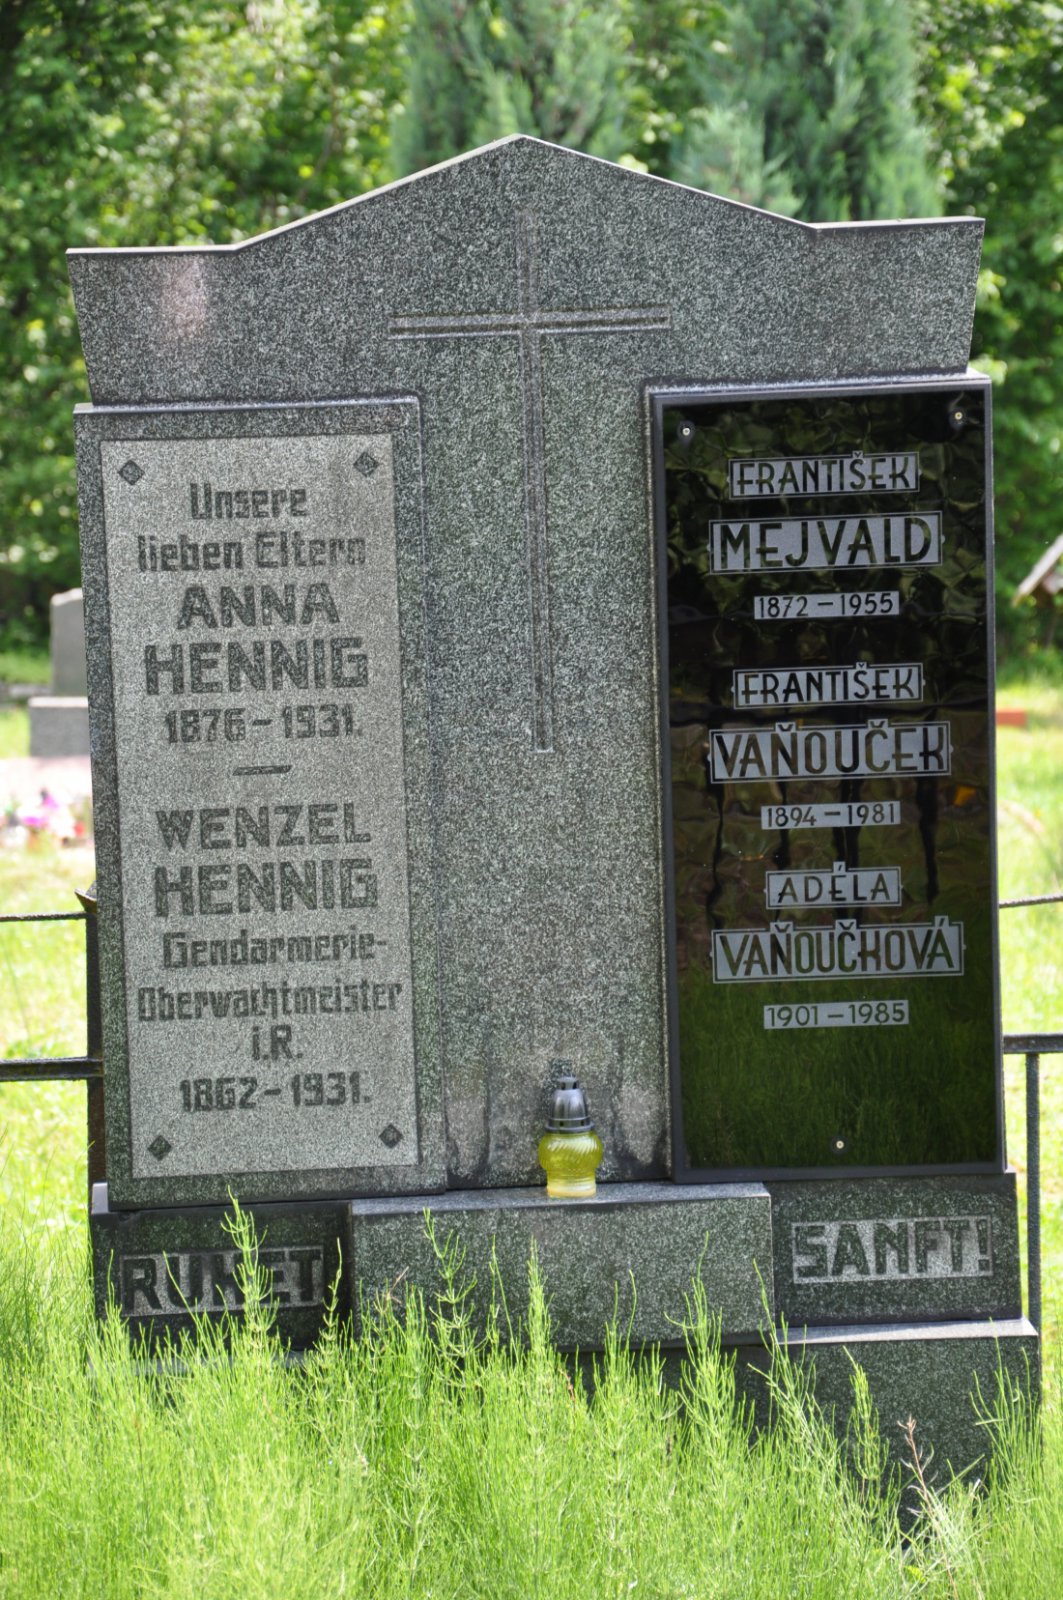 Unsere
lieben Eltern
ANNA
HENNIG
1876-1931.
WENZEL
HENNIG
Gendarmerie-
Oberwachtmeister
i.R.
1862-1931.
FRANTIŠEK
MEJVALD
1872-1955
FRANTIŠEK
VAŇOUČEK
1894-1981
ADÉLA
VAŇOUČKOVÁ
1901-1985
RUHET
SANFT!